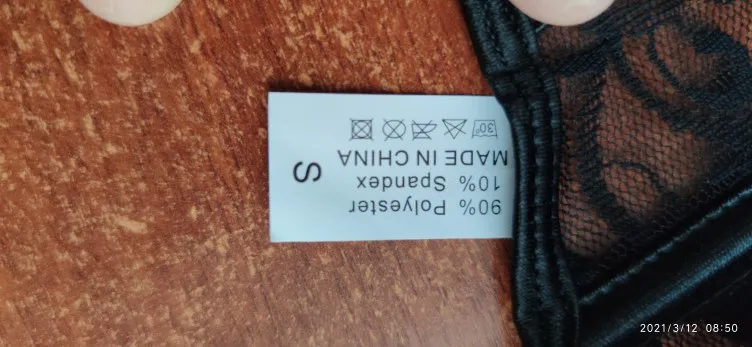 90% Polyester
10% Spandex
MADE IN CHINA
30°
S
2021/3/12 08:50